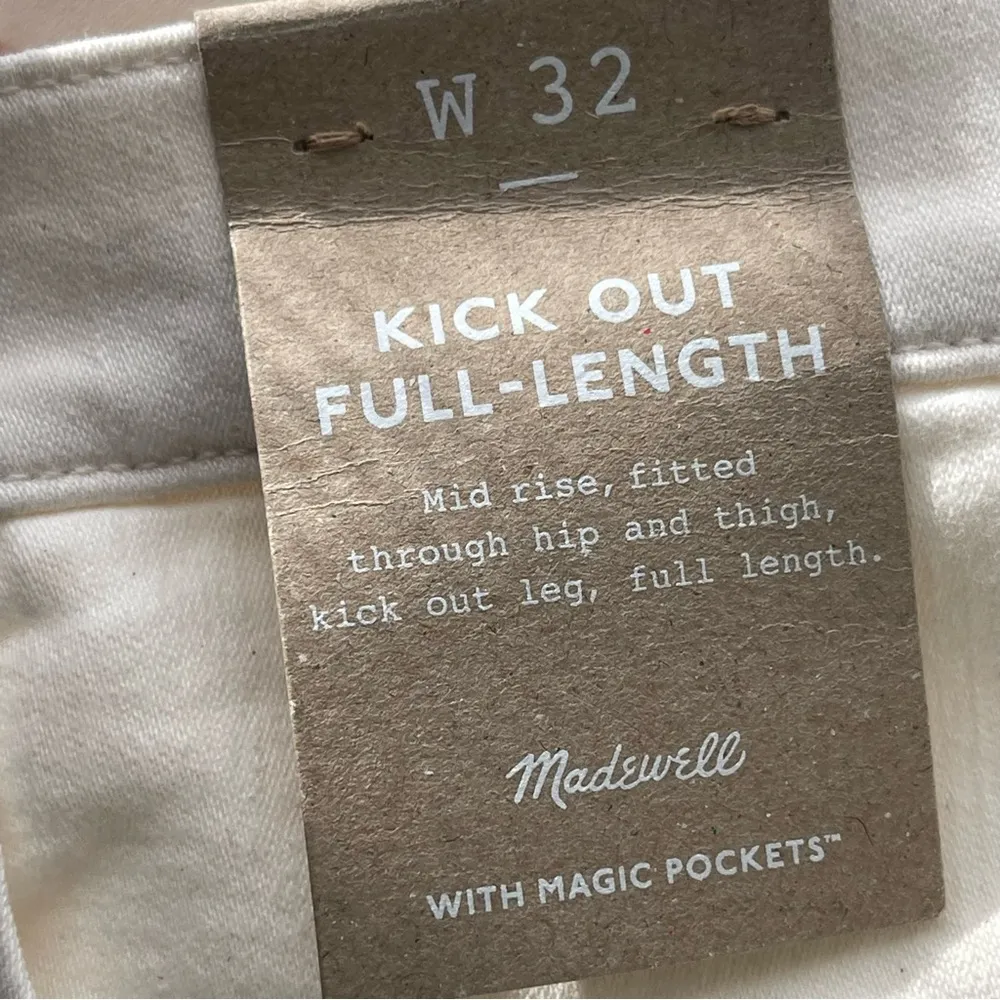 W 32
KICK OUT
FULL-LENGTH
Mid rise, fitted
through hip and thigh,
kick out leg, full length.
Madewell
WITH MAGIC POCKETS™